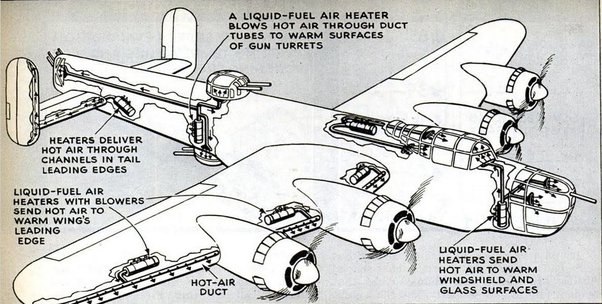 A LIQUID-FUEL AIR HEATER
BLOWS HOT AIR THROUGH DUCT
TUBES TO WARM SURFACES
OF GUN TURRETS
HEATERS DELIVER
HOT AIR THROUGH
CHANNELS IN TAIL
LEADING EDGES
LIQUID-FUEL AIR
HEATERS WITH BLOWERS
SEND HOT AIR TO
WARM WING'S
LEADING
EDGE
HOT-AIR
DUCT
LIQUID-FUEL AIR
HEATERS SEND
HOT AIR TO WARM
WINDSHIELD AND
GLASS SURFACES